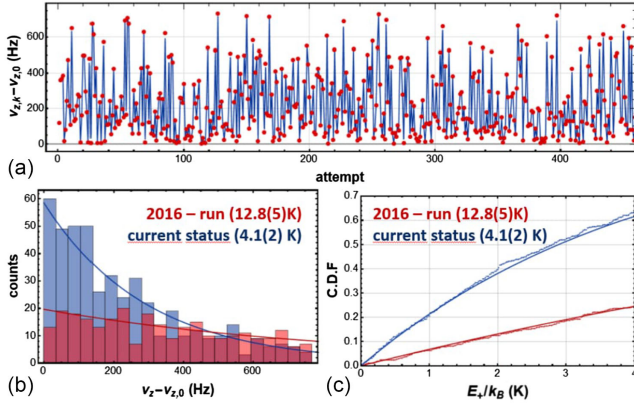 600
400
200
0
ν_z,k−ν_z,0 (Hz)
0 100 200 300 400
attempt
(a)
60
50
40
30
20
10
0
counts
2016 – run (12.8(5)K)
current status (4.1(2) K)
0 200 400 600
ν_z−ν_z,0 (Hz)
(b)
0.7
0.6
0.5
0.4
0.3
0.2
0.1
0.0
C.D.F
2016 – run (12.8(5)K)
current status (4.1(2) K)
0 1 2 3 4
E_+/k_B (K)
(c)